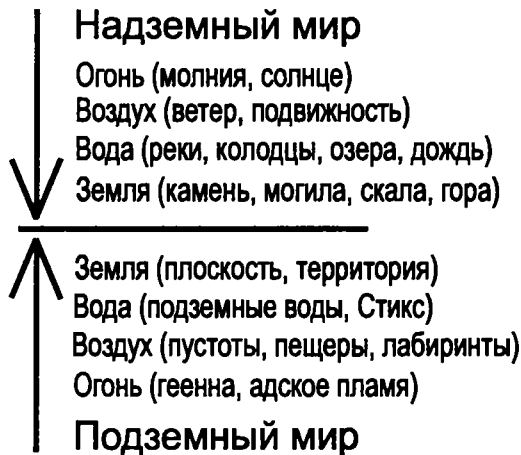 Надземный мир
Огонь (молния, солнце)
Воздух (ветер, подвижность)
Вода (реки, колодцы, озера, дождь)
Земля (камень, могила, скала, гора)
Земля (плоскость, территория)
Вода (подземные воды, Стикс)
Воздух (пустоты, пещеры, лабиринты)
Огонь (геенна, адское пламя)
Подземный мир